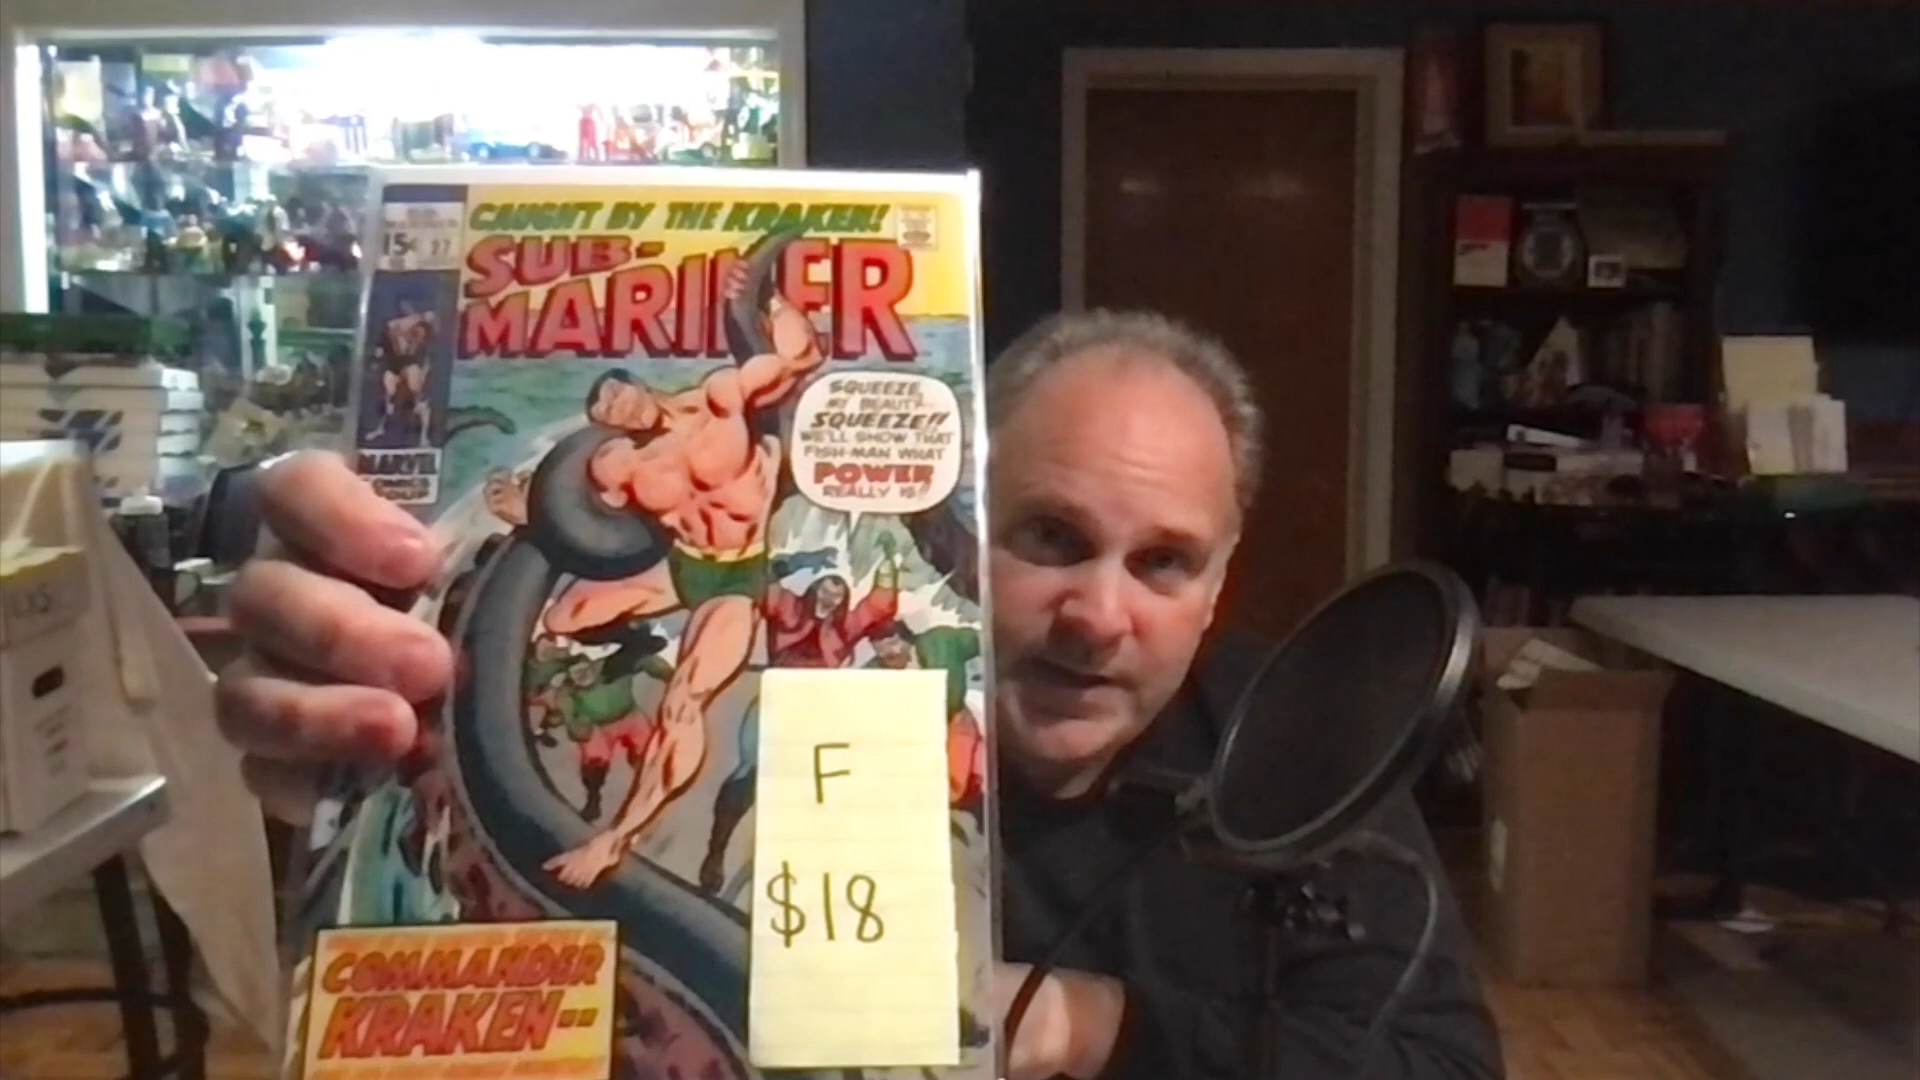 CAUGHT BY THE KRAKEN!
15¢ 27
SUB-
MARINER
MARVEL
COMICS
GROUP
SQUEEZE,
MY BEAUTY--
SQUEEZE!!
WE'LL SHOW THAT
FISH-MAN WHAT
POWER
REALLY IS!!
F
$18
COMMANDER
KRAKEN--